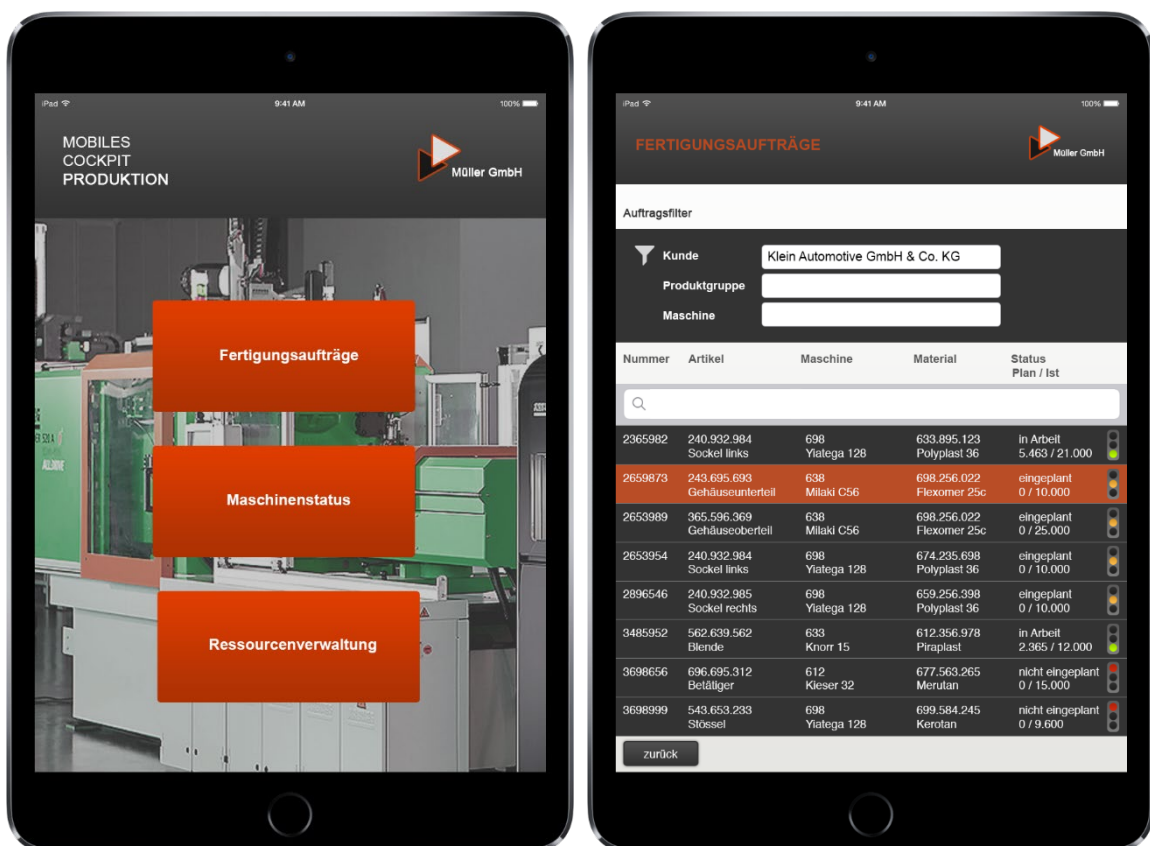 iPad 9:41 AM 100%
MOBILES
COCKPIT
PRODUKTION
Müller GmbH
Fertigungsaufträge
Maschinenstatus
Ressourcenverwaltung
iPad 9:41 AM 100%
FERTIGUNGSAUFTRÄGE
Müller GmbH
Auftragsfilter
Kunde Klein Automotive GmbH & Co. KG
Produktgruppe
Maschine
Nummer Artikel Maschine Material Status
Plan / Ist
2365982 240.932.984 698 633.895.123 in Arbeit
Sockel links Yiatega 128 Polyplast 36 5.463 / 21.000
2659873 243.695.693 638 698.256.022 eingeplant
Gehäuseunterteil Milaki C56 Flexomer 25c 0 / 10.000
2653989 365.596.369 638 698.256.022 eingeplant
Gehäuseoberteil Milaki C56 Flexomer 25c 0 / 25.000
2653954 240.932.984 698 674.235.698 eingeplant
Sockel links Yiatega 128 Polyplast 36 0 / 10.000
2896546 240.932.985 698 659.256.398 eingeplant
Sockel rechts Yiatega 128 Polyplast 36 0 / 10.000
3485952 562.639.562 633 612.356.978 in Arbeit
Blende Knorr 15 Piraplast 2.365 / 12.000
3698656 696.695.312 612 677.563.265 nicht eingeplant
Betätiger Kieser 32 Merutan 0 / 15.000
3698999 543.653.233 698 699.584.245 nicht eingeplant
Stössel Yiatega 128 Kerotan 0 / 9.600
zurück